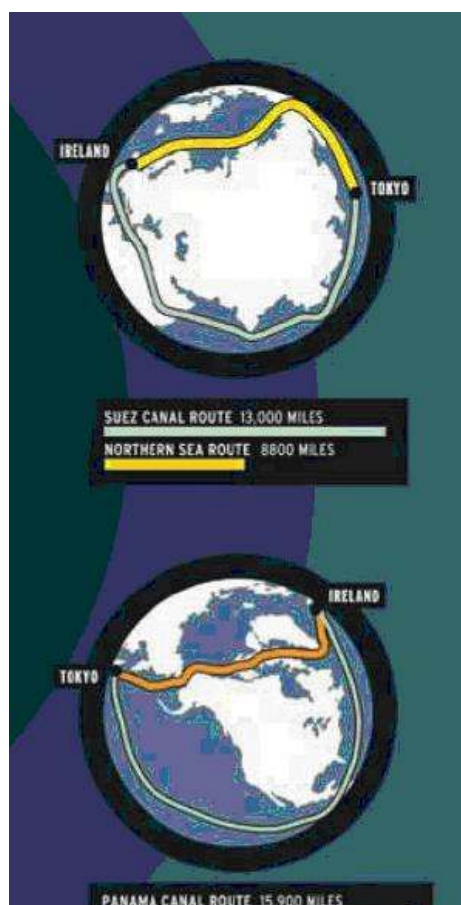 IRELAND
TOKYO
SUEZ CANAL ROUTE 13,000 MILES
NORTHERN SEA ROUTE 8800 MILES
IRELAND
TOKYO
PANAMA CANAL ROUTE 15,900 MILES